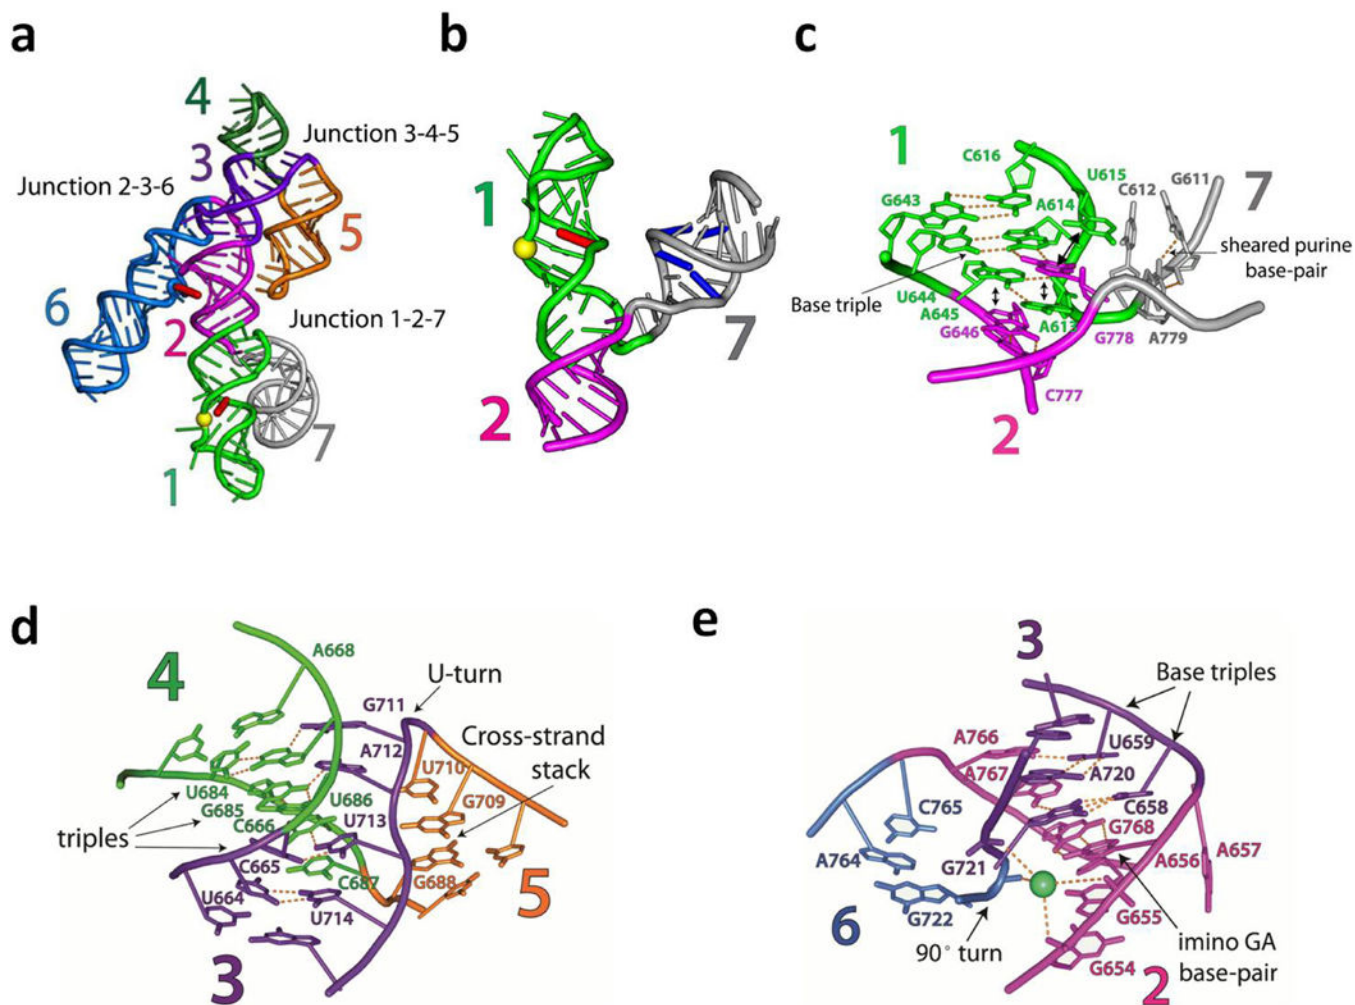 a
4
Junction 3-4-5
3
Junction 2-3-6
5
6
2
Junction 1-2-7
7
1
b
1
7
2
c
1
C616
U615
G611
7
C612
G643
A614
sheared purine
base-pair
Base triple
U644
A645
A613
G646
G778
A779
C777
2
d
A668
4
U-turn
G711
Cross-strand
stack
A712
U710
U684
G709
G685
U686
triples
C666
U713
C665
G688
C687
U664
U714
5
3
e
3
Base triples
A766
U659
A767
A720
C765
C658
G768
A764
G721
A656
A657
G722
G655
6
90° turn
imino GA
base-pair
G654
2